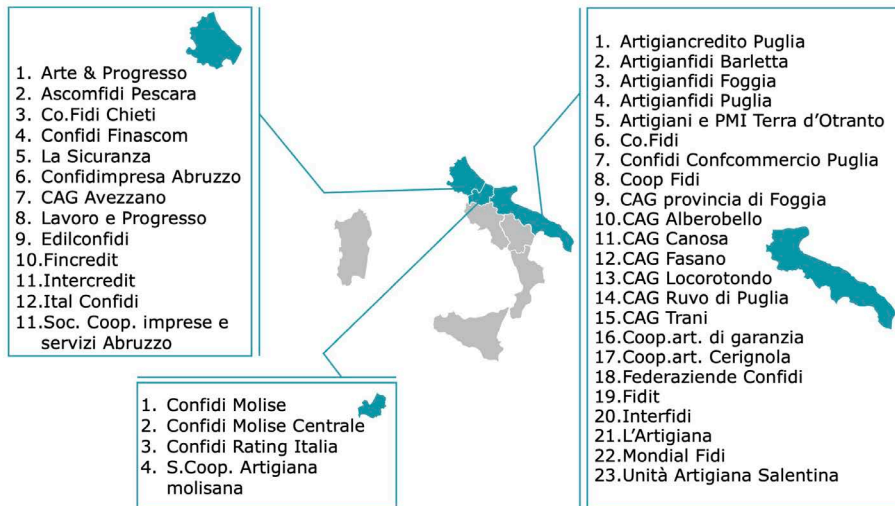 1. Arte & Progresso
2. Ascomfidi Pescara
3. Co.Fidi Chieti
4. Confidi Finascom
5. La Sicuranza
6. Confidimpresa Abruzzo
7. CAG Avezzano
8. Lavoro e Progresso
9. Edilconfidi
10.Fincredit
11.Intercredit
12.Ital Confidi
11.Soc. Coop. imprese e
servizi Abruzzo
1. Confidi Molise
2. Confidi Molise Centrale
3. Confidi Rating Italia
4. S.Coop. Artigiana
molisana
1. Artigiancredito Puglia
2. Artigianfidi Barletta
3. Artigianfidi Foggia
4. Artigianfidi Puglia
5. Artigiani e PMI Terra d'Otranto
6. Co.Fidi
7. Confidi Confcommercio Puglia
8. Coop Fidi
9. CAG provincia di Foggia
10.CAG Alberobello
11.CAG Canosa
12.CAG Fasano
13.CAG Locorotondo
14.CAG Ruvo di Puglia
15.CAG Trani
16.Coop.art. di garanzia
17.Coop.art. Cerignola
18.Federaziende Confidi
19.Fidit
20.Interfidi
21.L'Artigiana
22.Mondial Fidi
23.Unità Artigiana Salentina